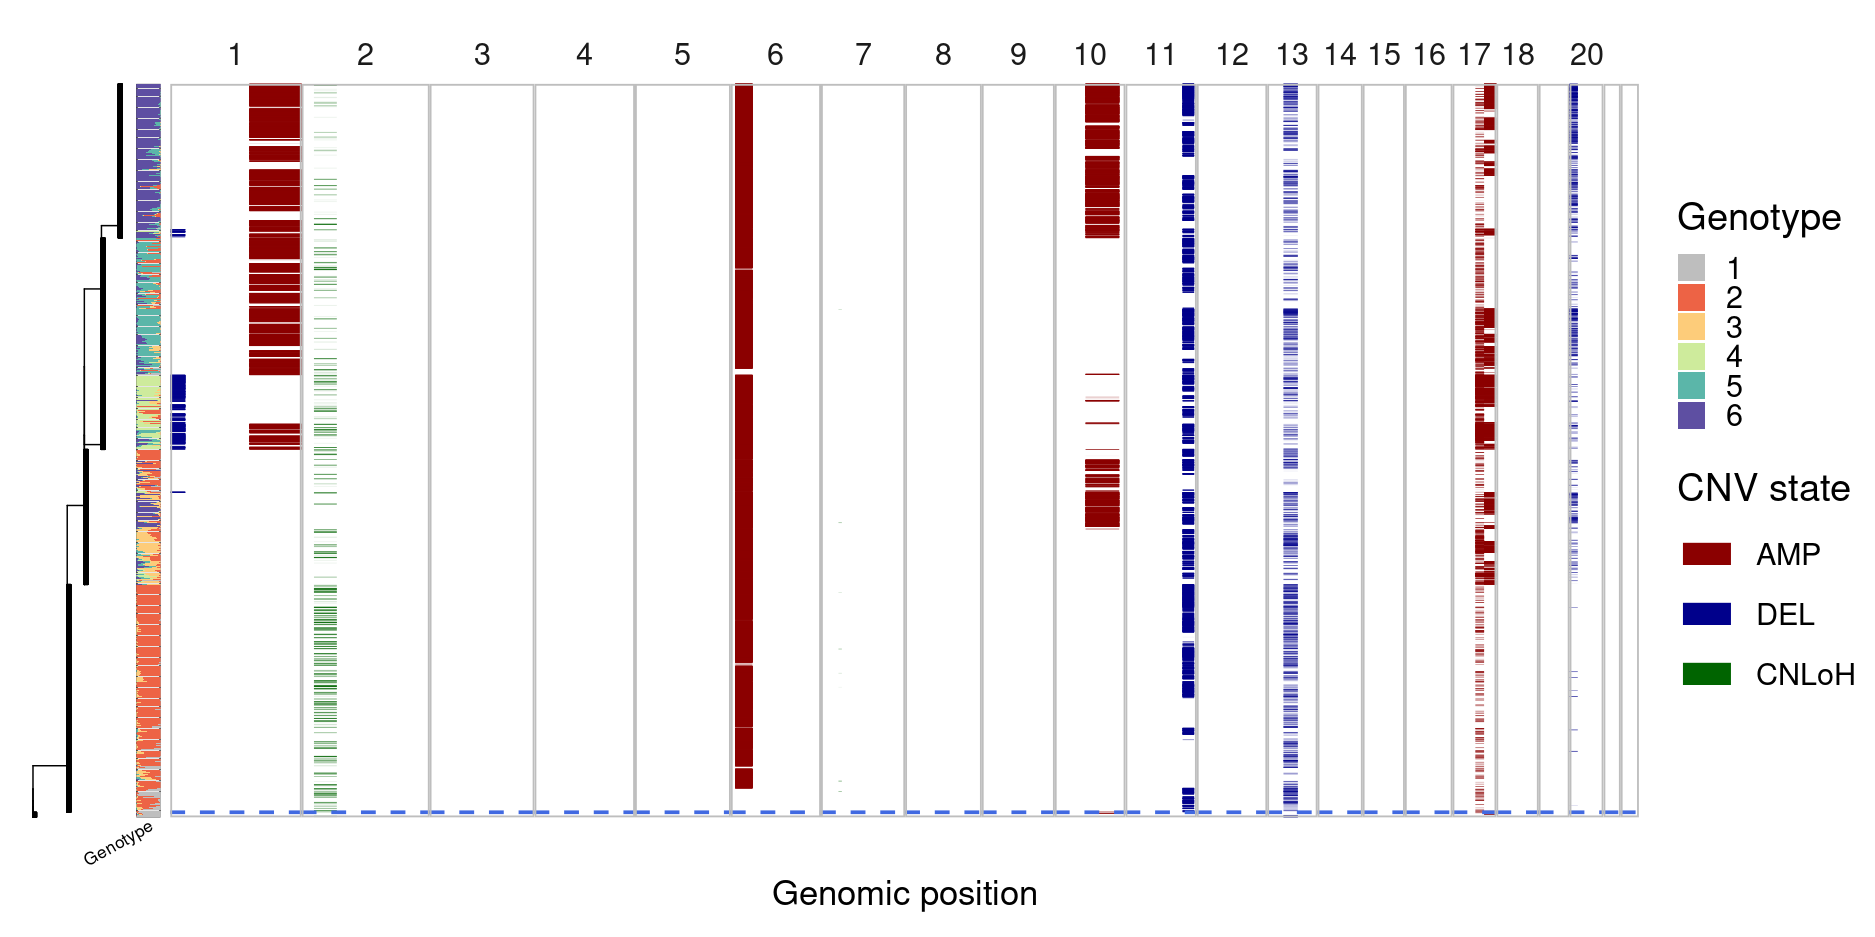 1 2 3 4 5 6 7 8 9 10 11 12 13 14 15 16 17 18 20
Genotype
1
2
3
4
5
6
CNV state
AMP
DEL
CNLoH
Genotype
Genomic position